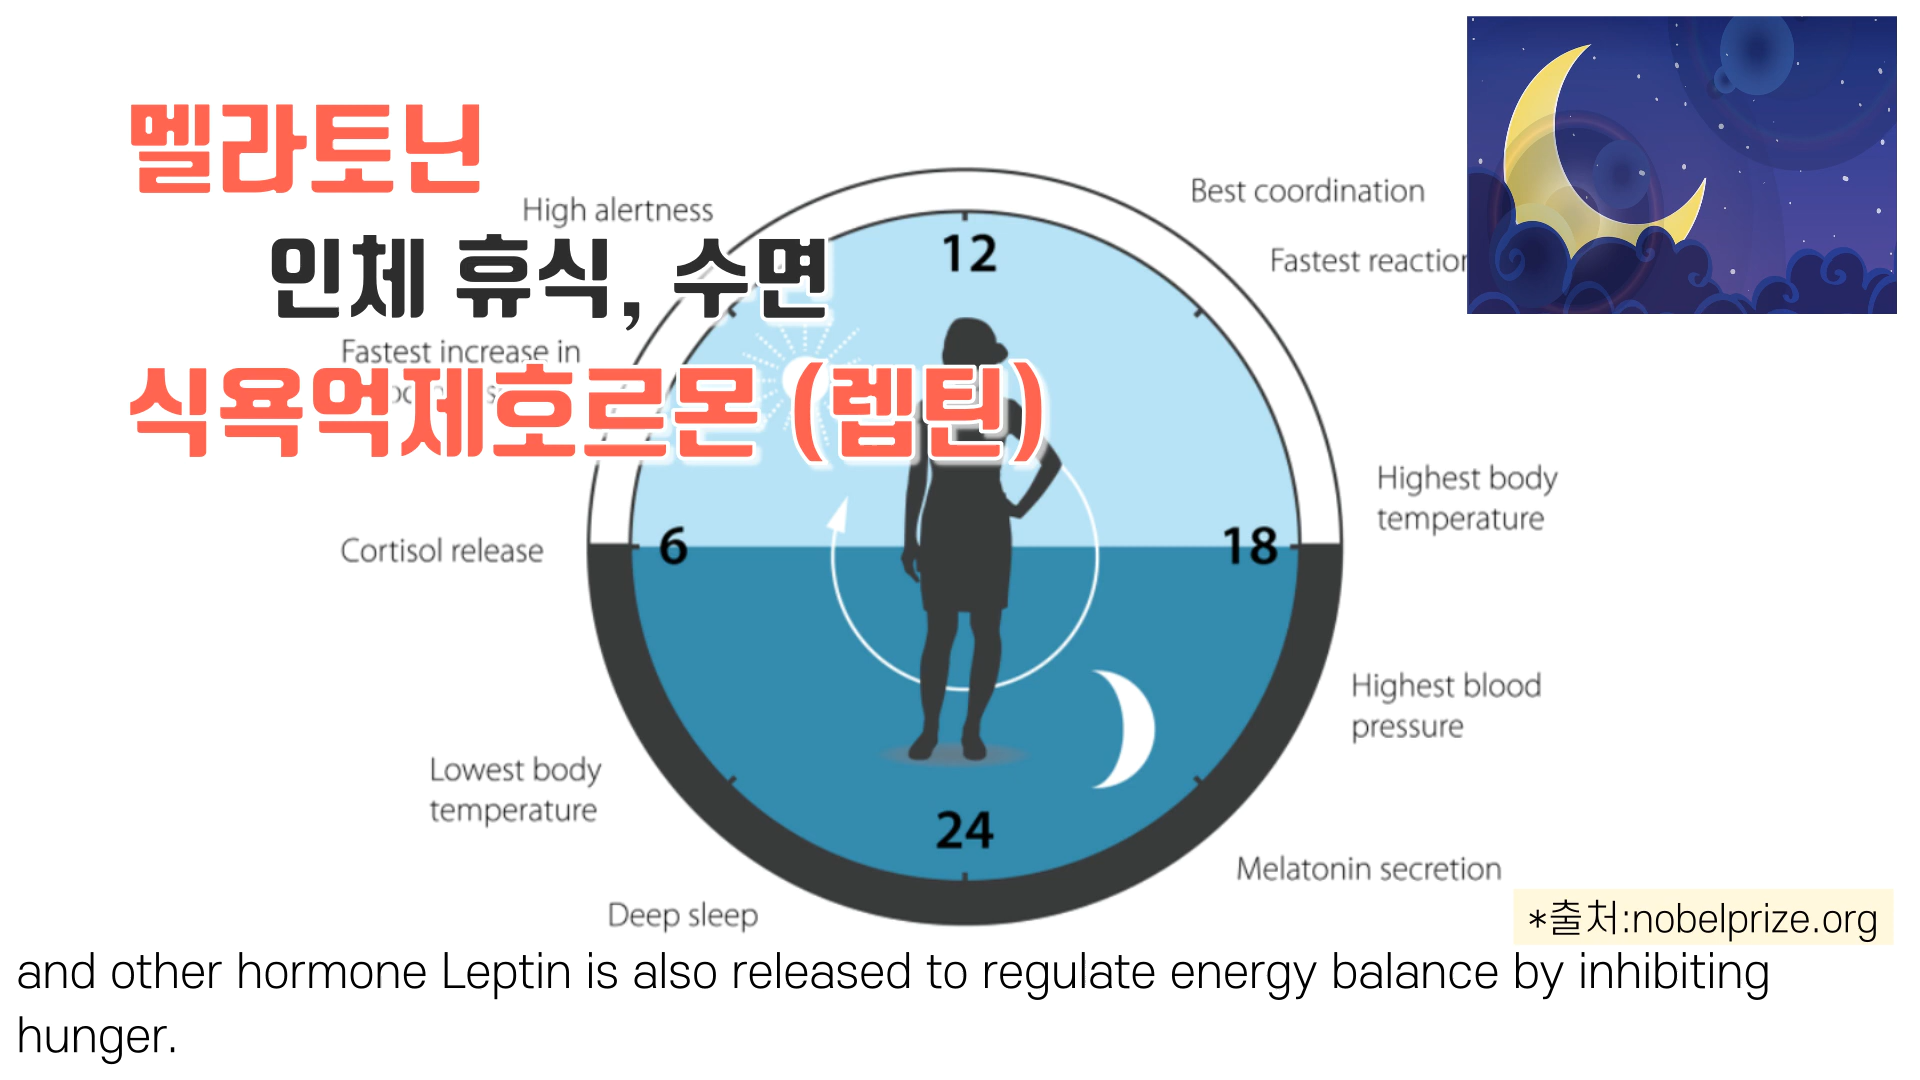 멜라토닌
High alertness
Best coordination
인체 휴식, 수면
12
Fastest
Fastest increase in
식욕억제호르몬 (렙틴)
Highest body
temperature
Cortisol release
6
18
Highest blood
pressure
Lowest body
temperature
24
Melatonin secretion
Deep sleep
*출처:nobelprize.org
and other hormone Leptin is also released to regulate energy balance by inhibiting
hunger.